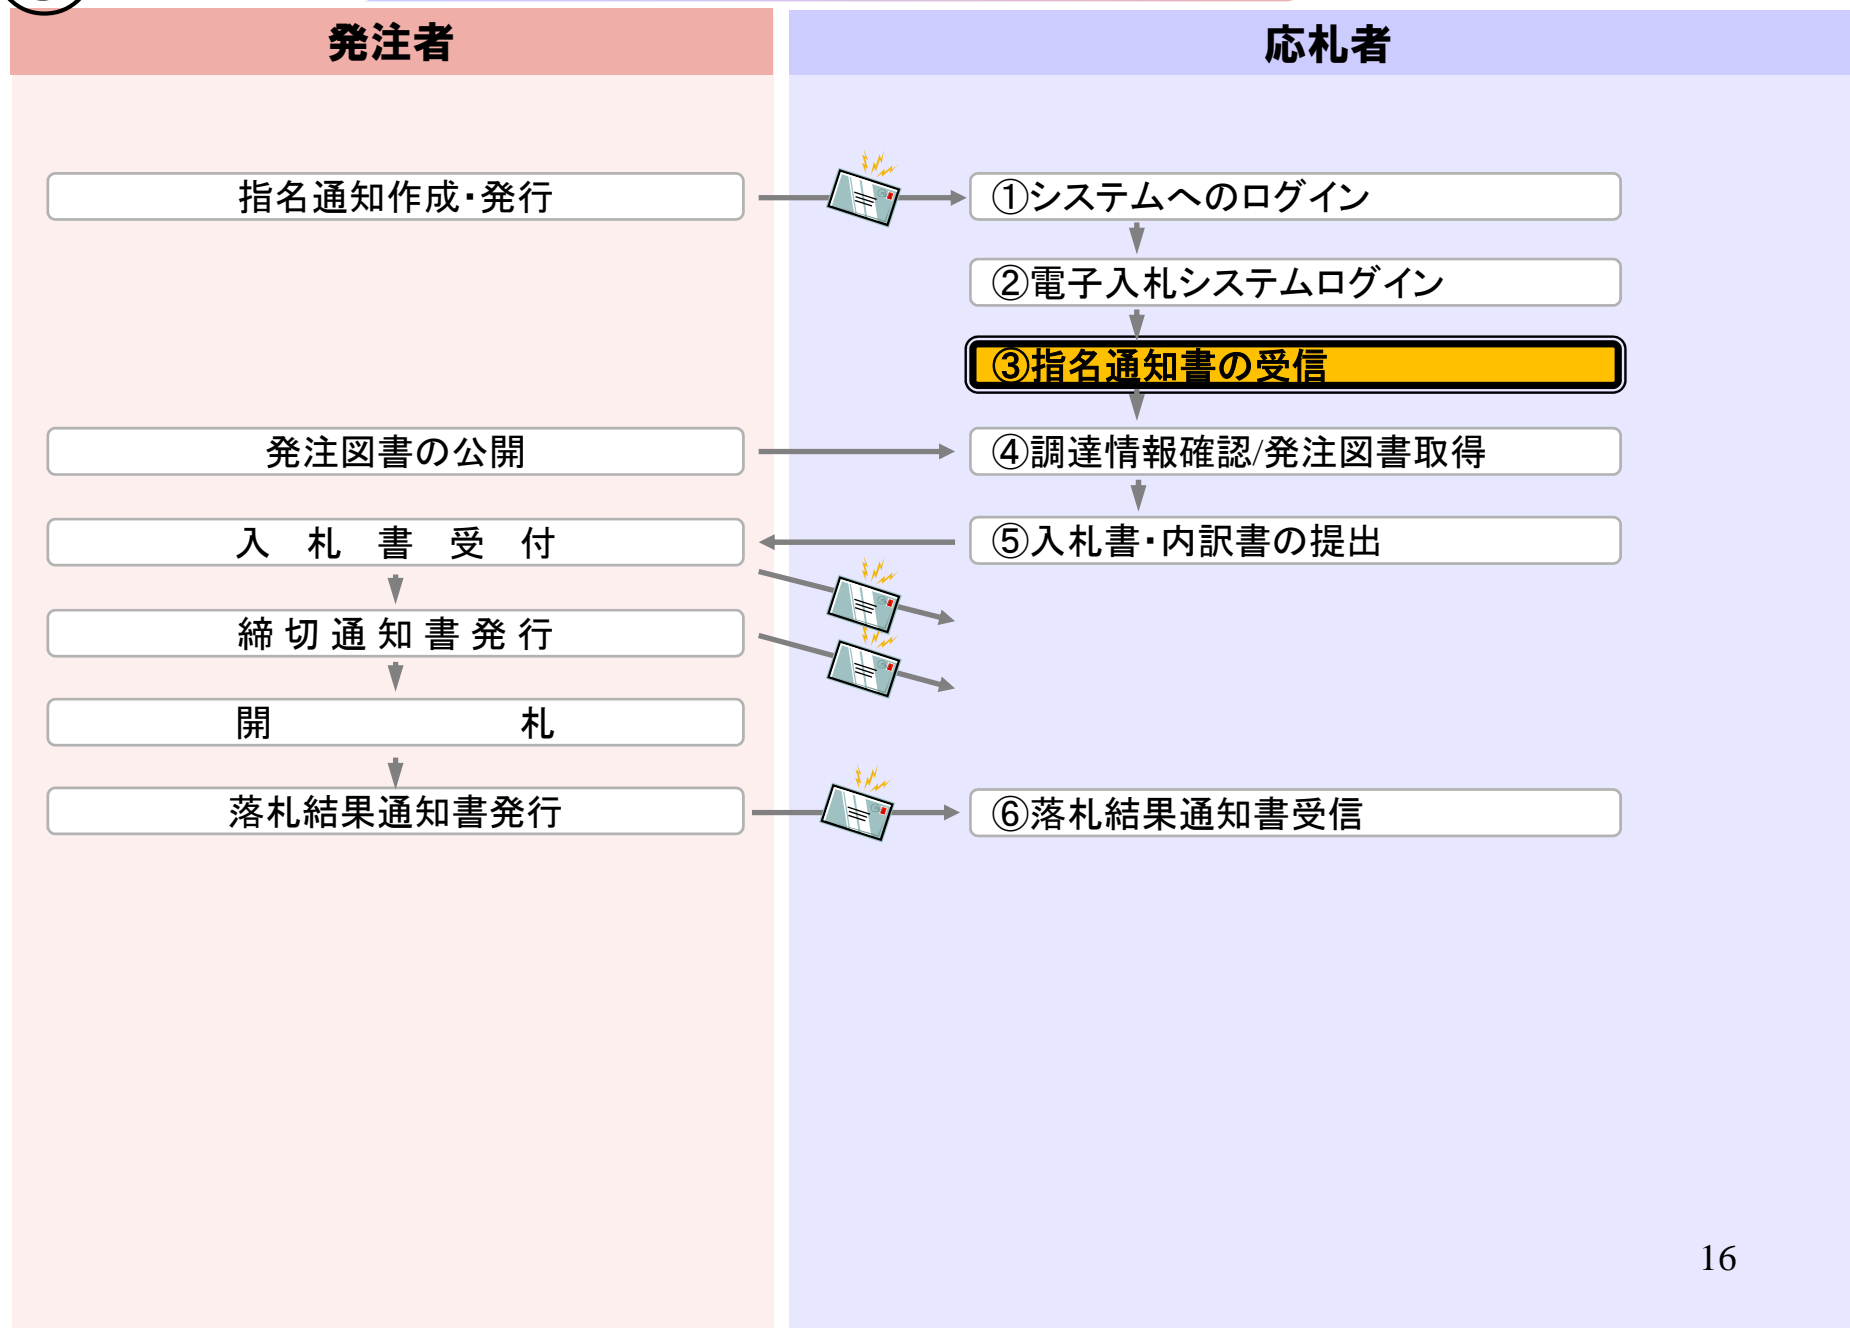 発注者
応札者
指名通知作成・発行
①システムへのログイン
②電子入札システムログイン
③指名通知書の受信
発注図書の公開
④調達情報確認/発注図書取得
入　札　書　受　付
⑤入札書・内訳書の提出
締 切 通 知 書 発 行
開　　　　　　　札
落札結果通知書発行
⑥落札結果通知書受信
16